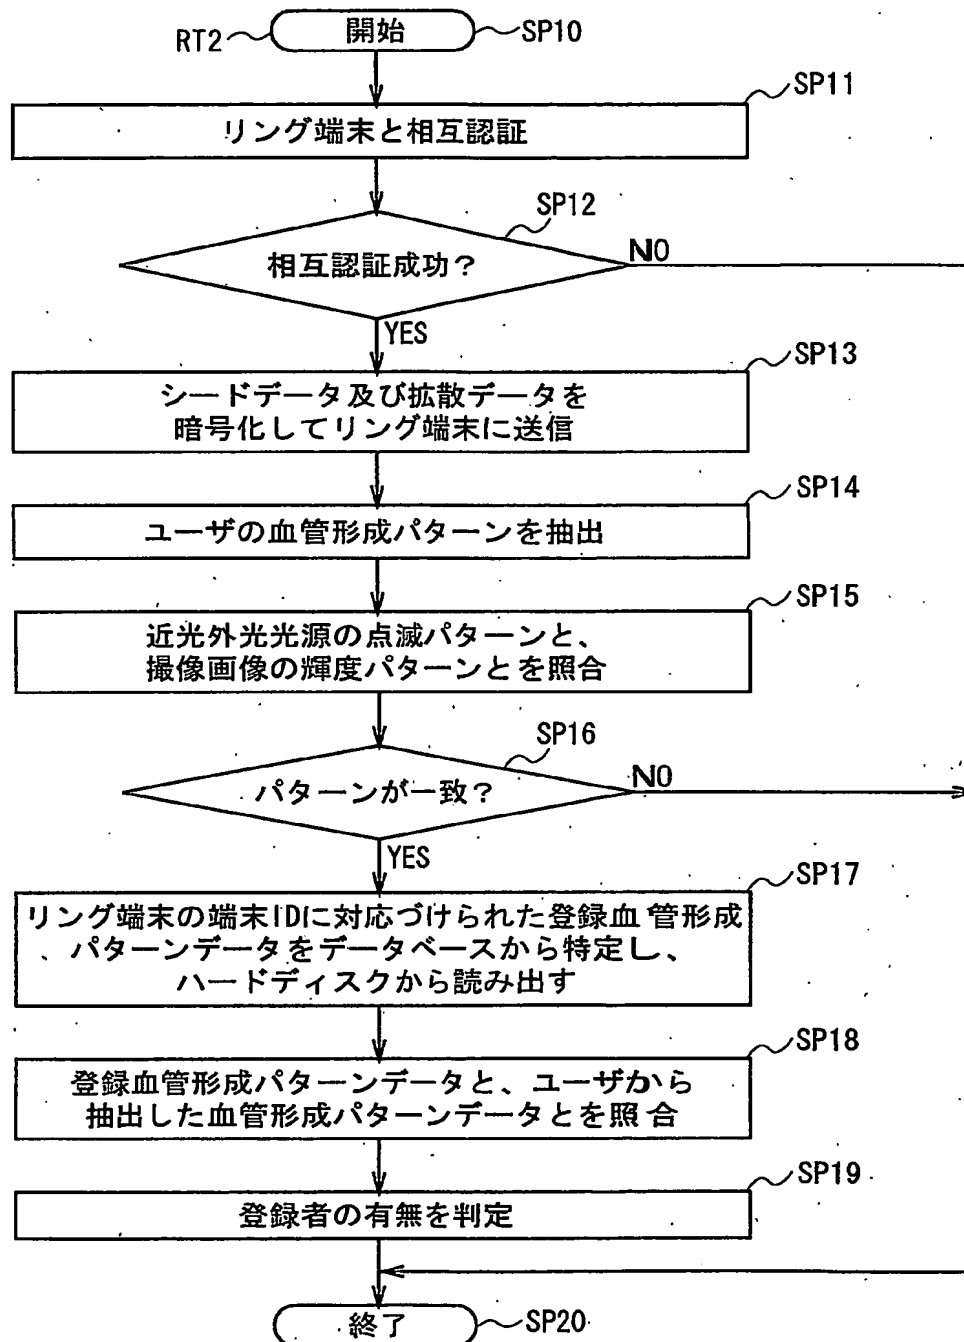 RT2
開始
SP10
SP11
リング端末と相互認証
SP12
相互認証成功?
NO
YES
SP13
シードデータ及び拡散データを
暗号化してリング端末に送信
SP14
ユーザの血管形成パターンを抽出
SP15
近光外光光源の点滅パターンと、
撮像画像の輝度パターンとを照合
SP16
パターンが一致?
NO
YES
SP17
リング端末の端末IDに対応づけられた登録血管形成
パターンデータをデータベースから特定し、
ハードディスクから読み出す
SP18
登録血管形成パターンデータと、ユーザから
抽出した血管形成パターンデータとを照合
SP19
登録者の有無を判定
終了
SP20